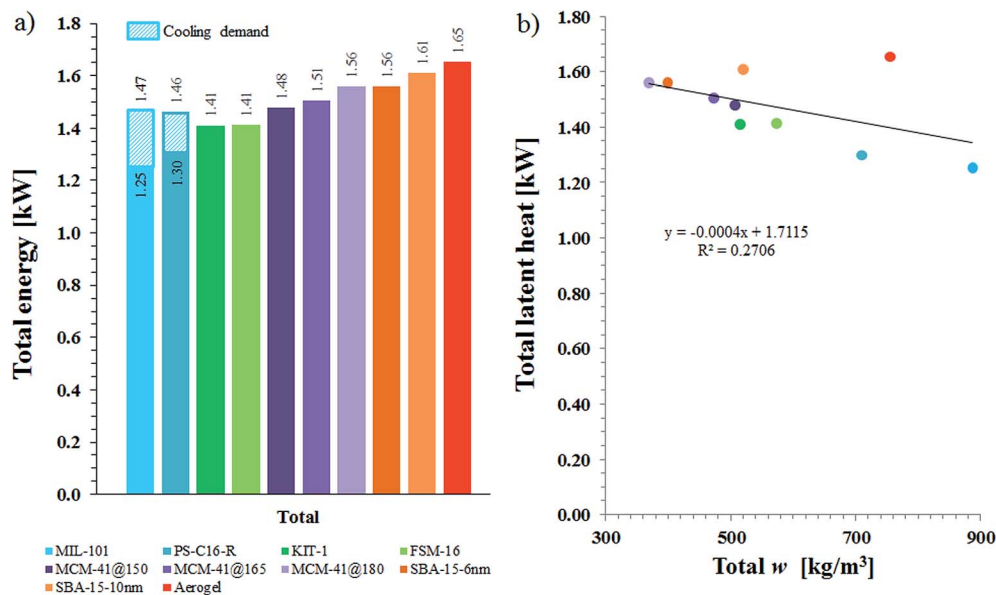 a)
Cooling demand
Total energy [kW]
1.8
1.6
1.4
1.2
1.0
0.8
0.6
0.4
0.2
0.0
1.47
1.25
1.46
1.30
1.41
1.41
1.48
1.51
1.56
1.56
1.61
1.65
Total
MIL-101 PS-C16-R KIT-1 FSM-16
MCM-41@150 MCM-41@165 MCM-41@180 SBA-15-6nm
SBA-15-10nm Aerogel
b)
Total latent heat [kW]
1.80
1.60
1.40
1.20
1.00
0.80
0.60
0.40
0.20
0.00
y = -0.0004x + 1.7115
R² = 0.2706
300 500 700 900
Total w [kg/m³]